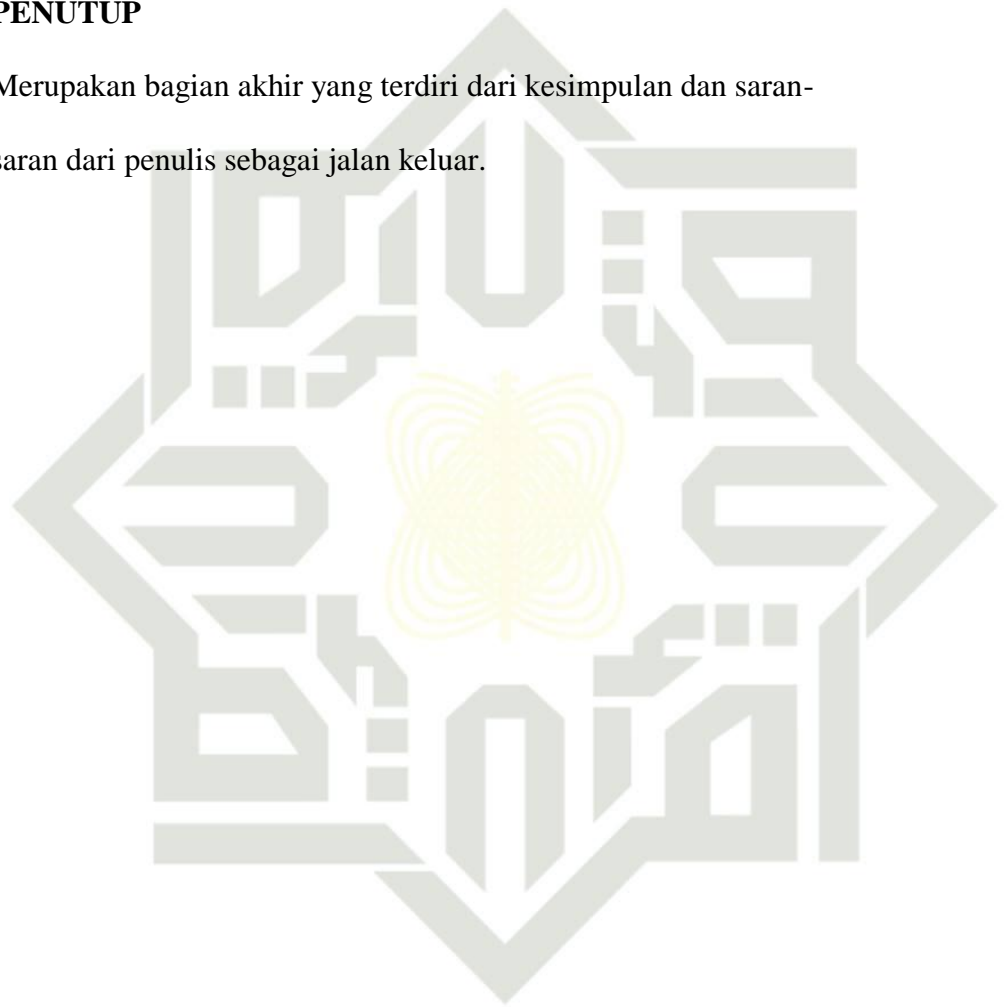 PENUTUP
Merupakan bagian akhir yang terdiri dari kesimpulan dan saran-
saran dari penulis sebagai jalan keluar.